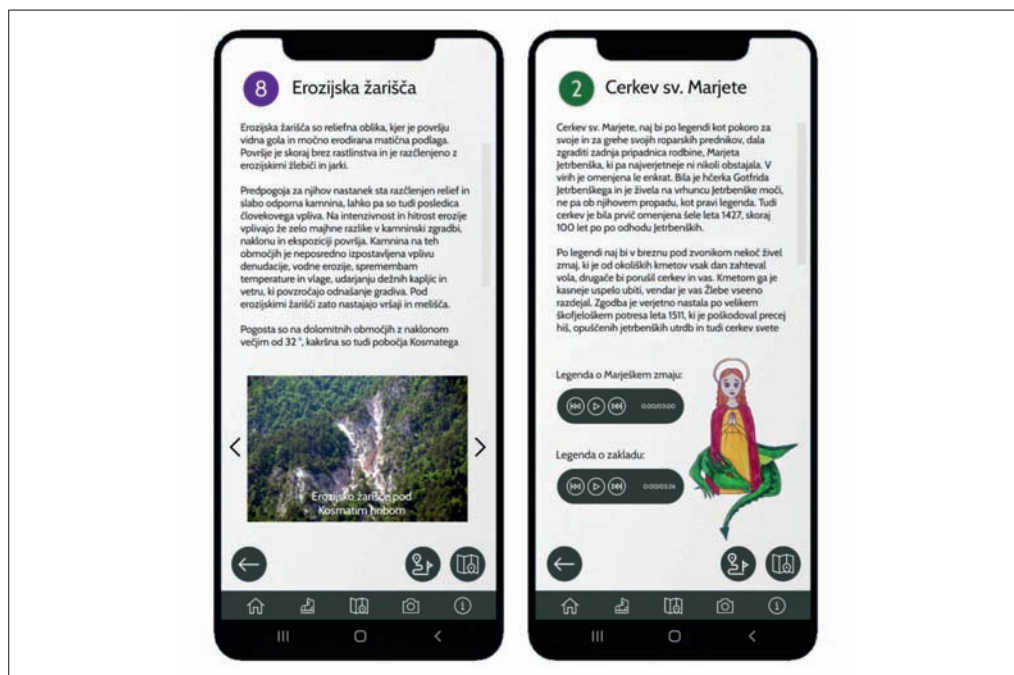 8
Erozijska žarišča
Erozijska žarišča so reliefna oblika, kjer je površju
vidna gola in močno erodirana matična podlaga.
Površje je skoraj brez rastlinstva in je razčlenjeno z
erozijskimi žlebiči in jarki.
Predpogoja za njihov nastanek sta razčlenjen relief in
slabo odporna kamnina, lahko pa so tudi posledica
človekovega vpliva. Na intenzivnost in hitrost erozije
vplivajo že zelo majhne razlike v kamninski zgradbi,
naklonu in ekspoziciji površja. Kamnina na teh
območjih je neposredno izpostavljena vplivu
denudacije, vodne erozije, spremembam
temperature in vlage, udarjanju dežnih kapljic in
vetru, ki povzročajo odnašanje gradiva. Pod
erozijskimi žarišči zato nastajajo vršaji in melišča.
Pogosta so na dolomitnih območjih z naklonom
večjim od 32 °, kakršna so tudi pobočja Kosmatega
Erozijsko žarišče pod
Kosmatim hribom
2
Cerkev sv. Marjete
Cerkev sv. Marjete, naj bi po legendi kot pokoro za
svoje in za grehe svojih roparskih prednikov, dala
zgraditi zadnja pripadnica rodbine, Marjeta
Jetrbenška, ki pa najverjetneje ni nikoli obstajala. V
virih je omenjena le enkrat. Bila je hčerka Gotfrida
Jetrbenškega in je živela na vrhuncu Jetrbenške moči,
ne pa ob njihovem propadu, kot pravi legenda. Tudi
cerkev je bila prvič omenjena šele leta 1427, skoraj
100 let po po odhodu Jetrbenških.
Po legendi naj bi v breznu pod zvonikom nekoč živel
zmaj, ki je od okoliških kmetov vsak dan zahteval
vola, drugače bi porušil cerkev in vas. Kmetom ga je
kasneje uspelo ubiti, vendar je vas Žlebe vseeno
razdejal. Zgodba je verjetno nastala po velikem
škofjeloškem potresa leta 1511, ki je poškodoval precej
hiš, opuščenih jetrbenških utrdb in tudi cerkev svete
Legenda o Marješkem zmaju:
0:00/03:00
Legenda o zakladu:
0:00/03:26